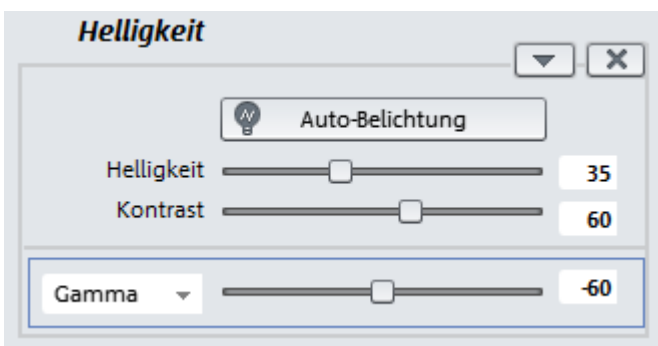 Helligkeit
Auto-Belichtung
Helligkeit 35
Kontrast 60
Gamma -60